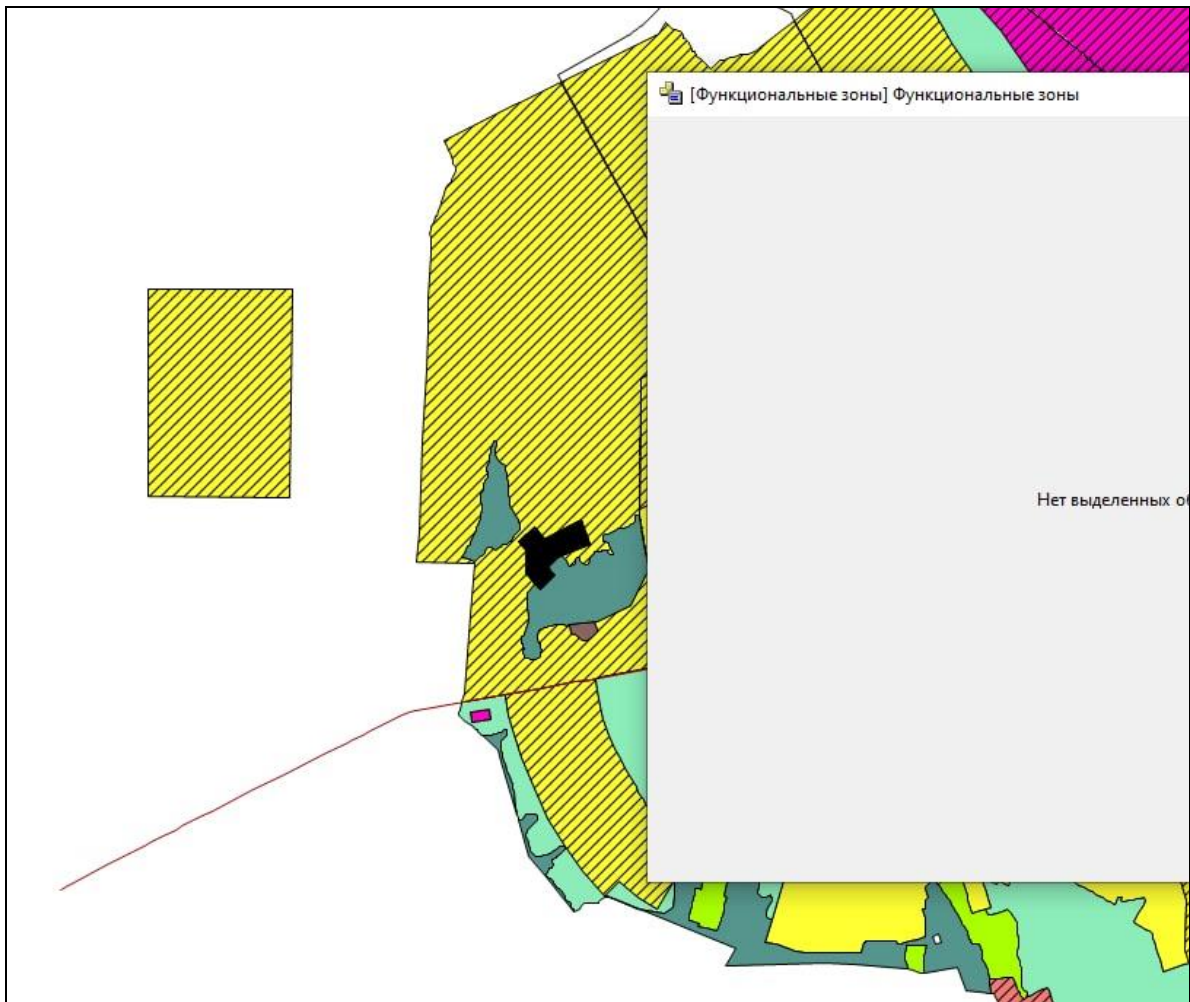 [Функциональные зоны] Функциональные зоны
Нет выделенных